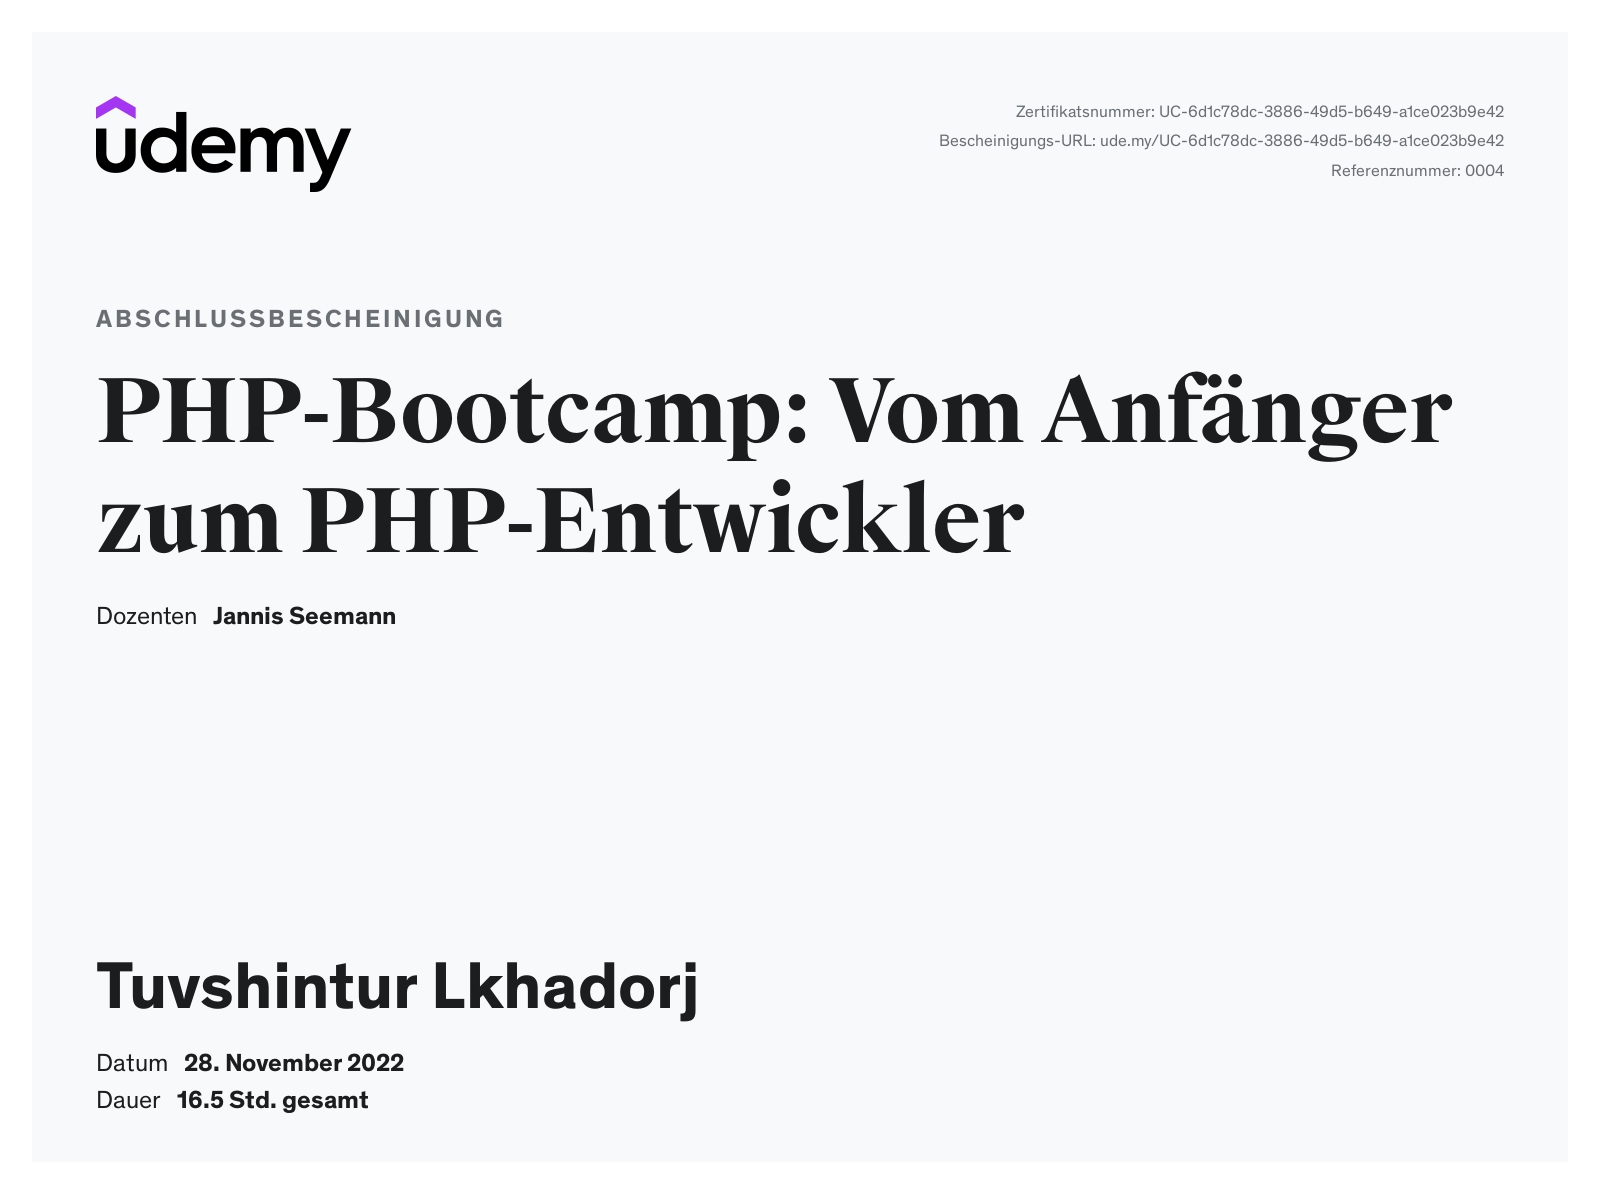 udemy
Zertifikatsnummer: UC-6d1c78dc-3886-49d5-b649-a1ce023b9e42
Bescheinigungs-URL: ude.my/UC-6d1c78dc-3886-49d5-b649-a1ce023b9e42
Referenznummer: 0004
ABSCHLUSSBESCHEINIGUNG
PHP-Bootcamp: Vom Anfänger
zum PHP-Entwickler
Dozenten Jannis Seemann
Tuvshintur Lkhadorj
Datum 28. November 2022
Dauer 16.5 Std. gesamt